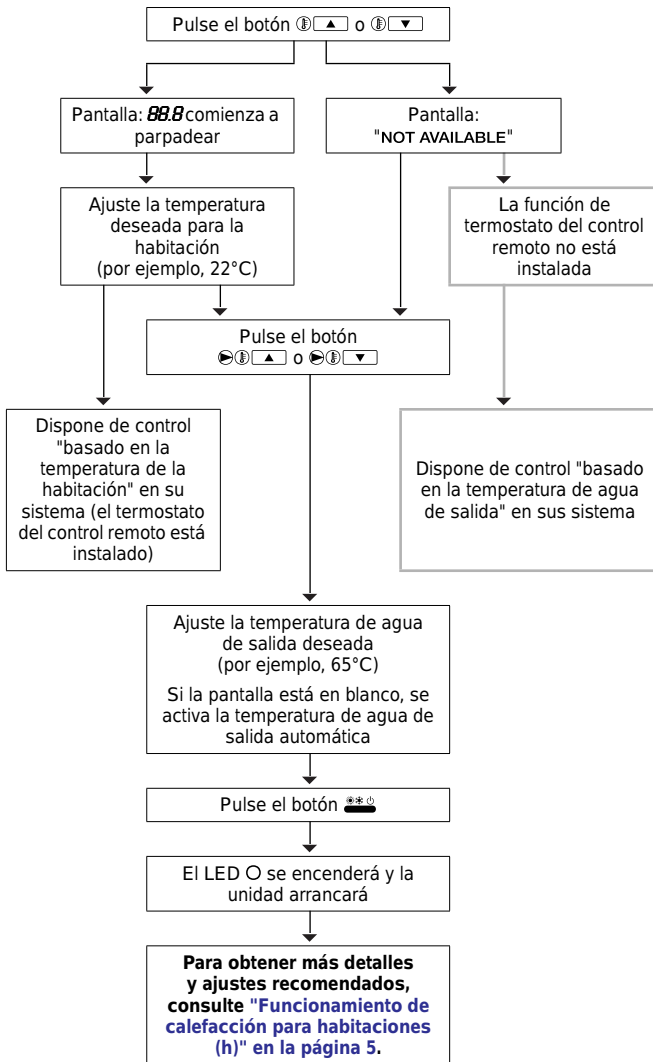 Pulse el botón ▲ o ▼
Pantalla: 88.8 comienza a
parpadear
Pantalla:
"NOT AVAILABLE"
Ajuste la temperatura
deseada para la
habitación
(por ejemplo, 22°C)
La función de
termostato del control
remoto no está
instalada
Pulse el botón
▲ o ▼
Dispone de control
"basado en la
temperatura de la
habitación" en su
sistema (el termostato
del control remoto está
instalado)
Dispone de control "basado
en la temperatura de agua
de salida" en sus sistema
Ajuste la temperatura de agua
de salida deseada
(por ejemplo, 65°C)
Si la pantalla está en blanco, se
activa la temperatura de agua de
salida automática
Pulse el botón
El LED se encenderá y la
unidad arrancará
Para obtener más detalles
y ajustes recomendados,
consulte "Funcionamiento de
calefacción para habitaciones
(h)" en la página 5.